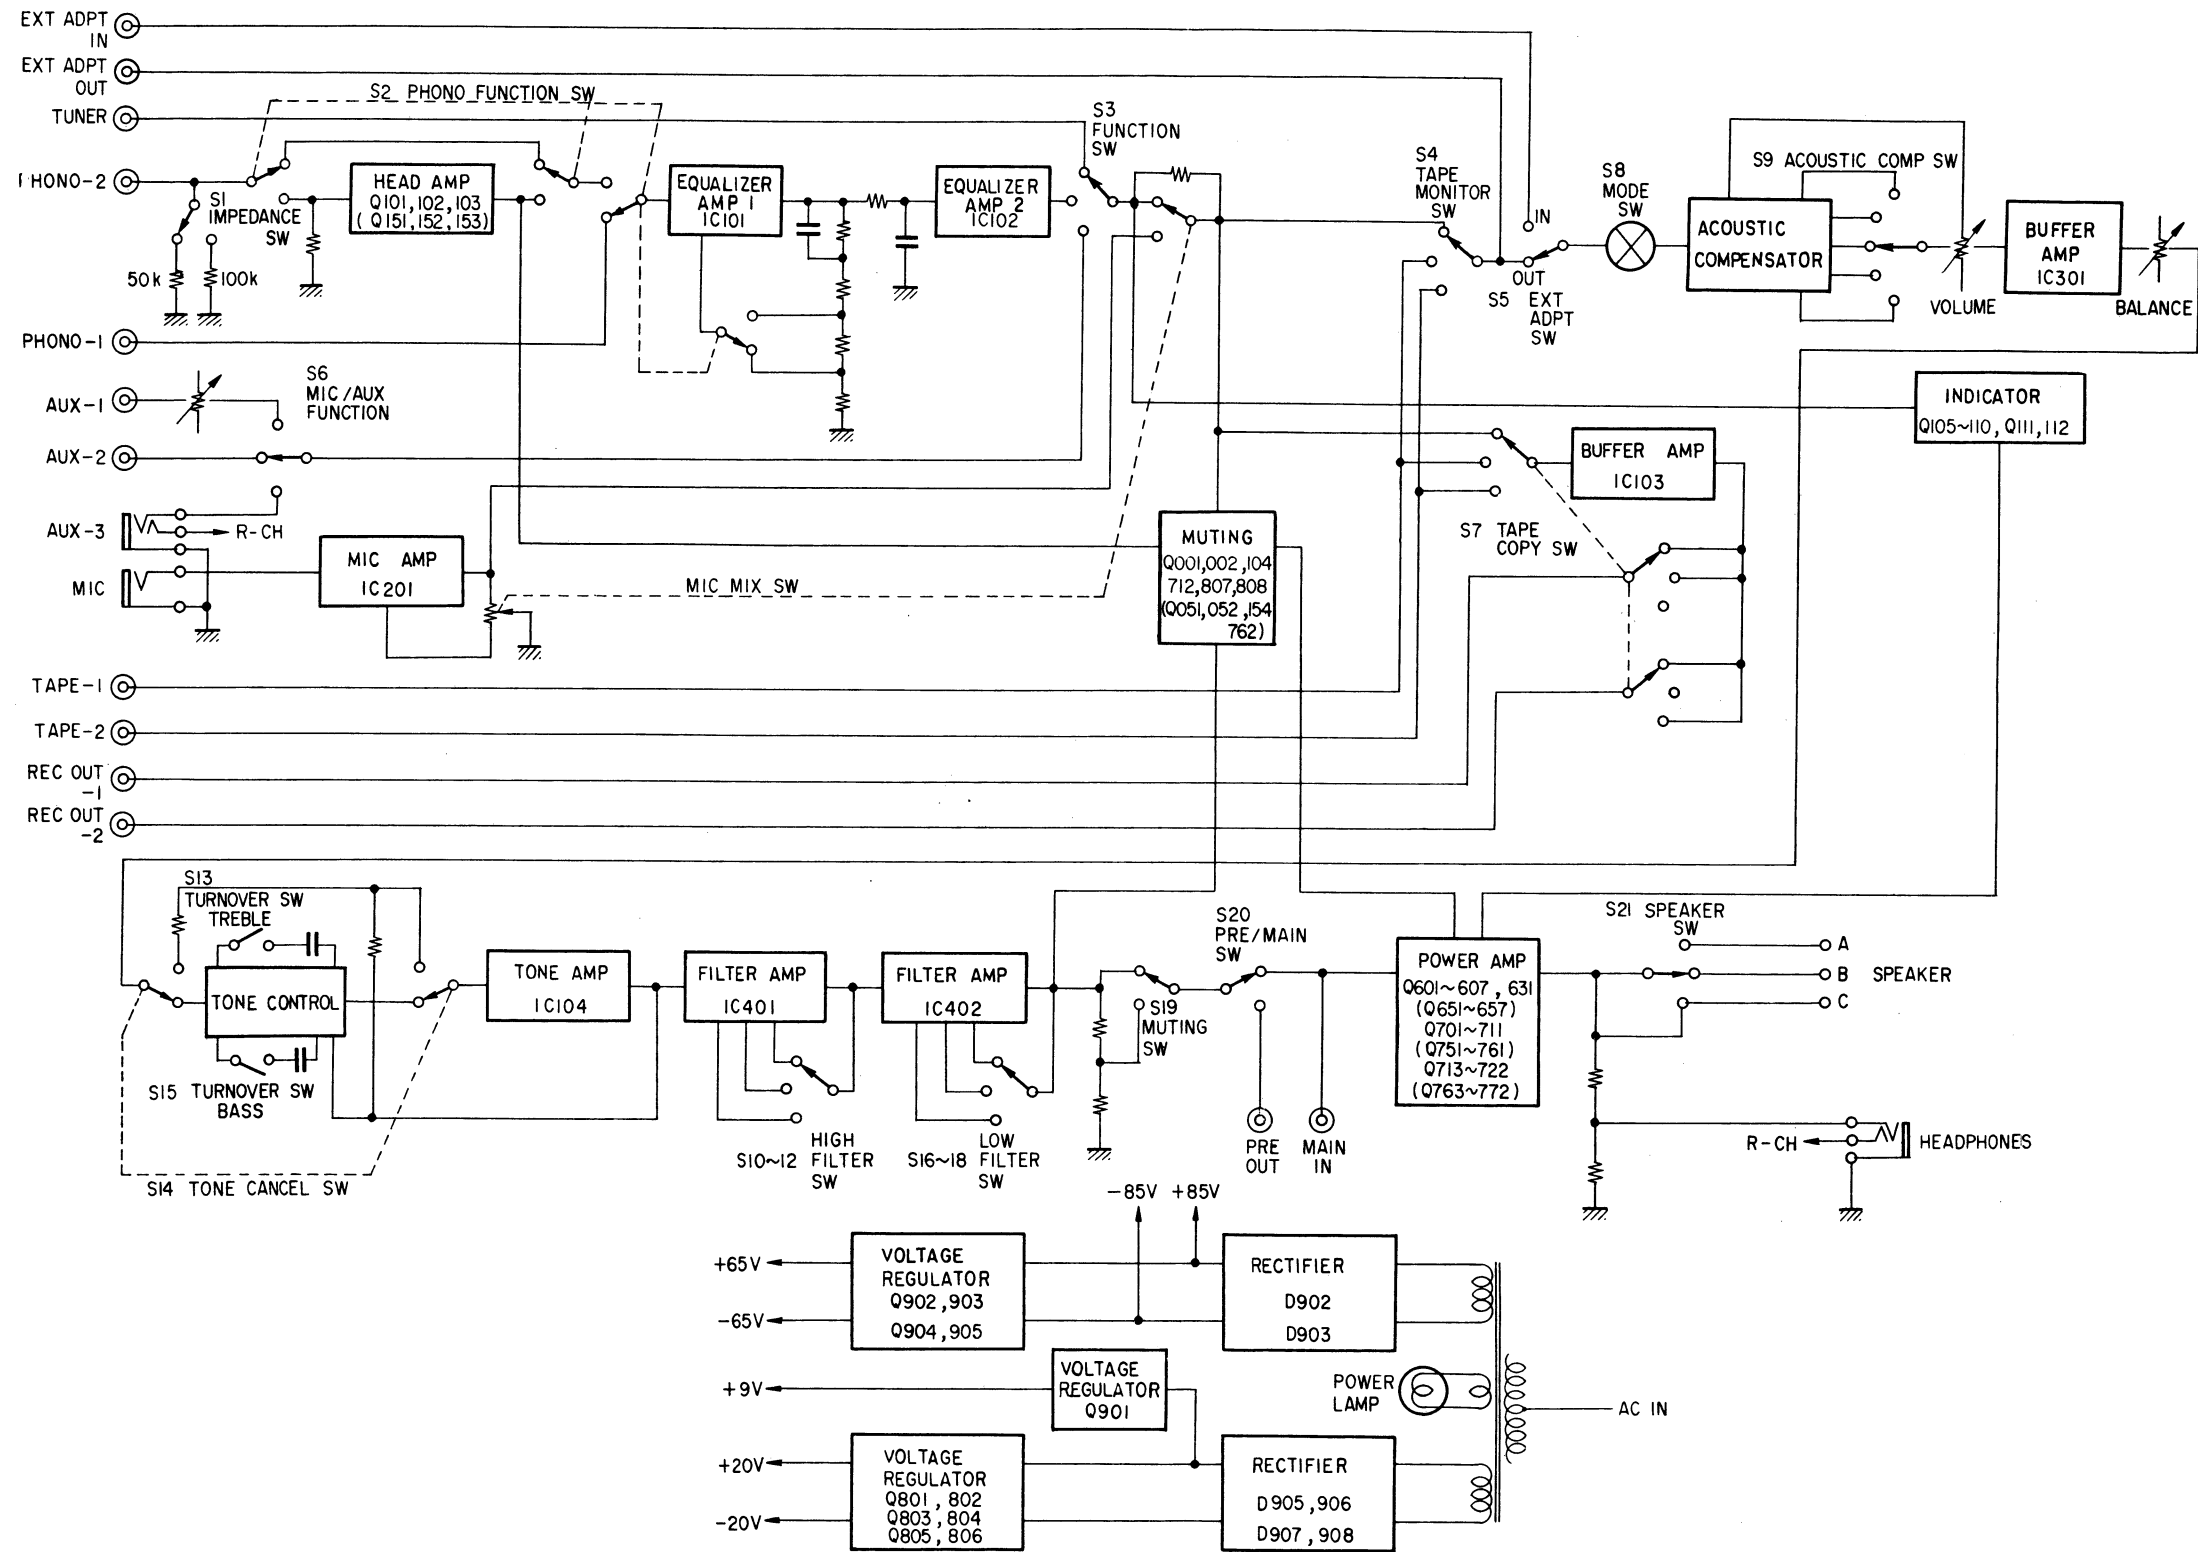 EXT ADPT
IN
EXT ADPT
OUT
TUNER
S2 PHONO FUNCTION SW
S3
FUNCTION
SW
HONO-2
S1
IMPEDANCE
SW
50k
100k
HEAD AMP
Q101,102,103
(Q151,152,153)
EQUALIZER
AMP 1
IC101
EQUALIZER
AMP 2
IC102
S4
TAPE
MONITOR
SW
IN
OUT
S5 EXT
ADPT
SW
S8
MODE
SW
S9 ACOUSTIC COMP SW
ACOUSTIC
COMPENSATOR
VOLUME
BUFFER
AMP
IC301
BALANCE
PHONO-1
AUX-1
S6
MIC/AUX
FUNCTION
AUX-2
AUX-3
R-CH
MIC
MIC AMP
IC201
MIC MIX SW
MUTING
Q001,002,104
712,807,808
(Q051,052,154
762)
BUFFER AMP
IC103
S7 TAPE
COPY SW
INDICATOR
Q105~110,Q111,112
TAPE-1
TAPE-2
REC OUT
-1
REC OUT
-2
S13
TURNOVER SW
TREBLE
TONE CONTROL
S15 TURNOVER SW
BASS
S14 TONE CANCEL SW
TONE AMP
IC104
FILTER AMP
IC401
HIGH
S10~12 FILTER
SW
FILTER AMP
IC402
LOW
S16~18 FILTER
SW
S19
MUTING
SW
S20
PRE/MAIN
SW
PRE
OUT
MAIN
IN
POWER AMP
Q601~607,631
(Q651~657)
Q701~711
(Q751~761)
Q713~722
(Q763~772)
S21 SPEAKER
SW
A
B
C
SPEAKER
R-CH
HEADPHONES
-85V +85V
+65V
-65V
VOLTAGE
REGULATOR
Q902,903
Q904,905
RECTIFIER
D902
D903
+9V
VOLTAGE
REGULATOR
Q901
POWER
LAMP
AC IN
+20V
-20V
VOLTAGE
REGULATOR
Q801,802
Q803,804
Q805,806
RECTIFIER
D905,906
D907,908